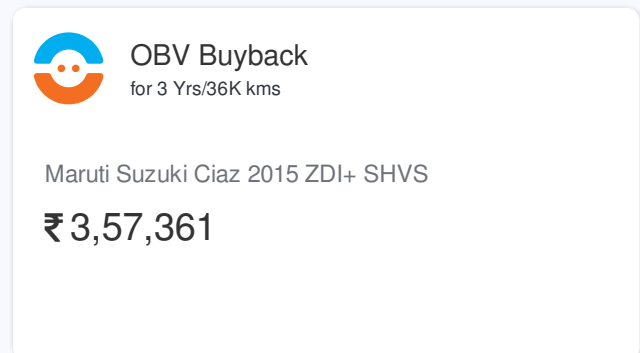 OBV Buyback
for 3 Yrs/36K kms
Maruti Suzuki Ciaz 2015 ZDI+ SHVS
₹ 3,57,361